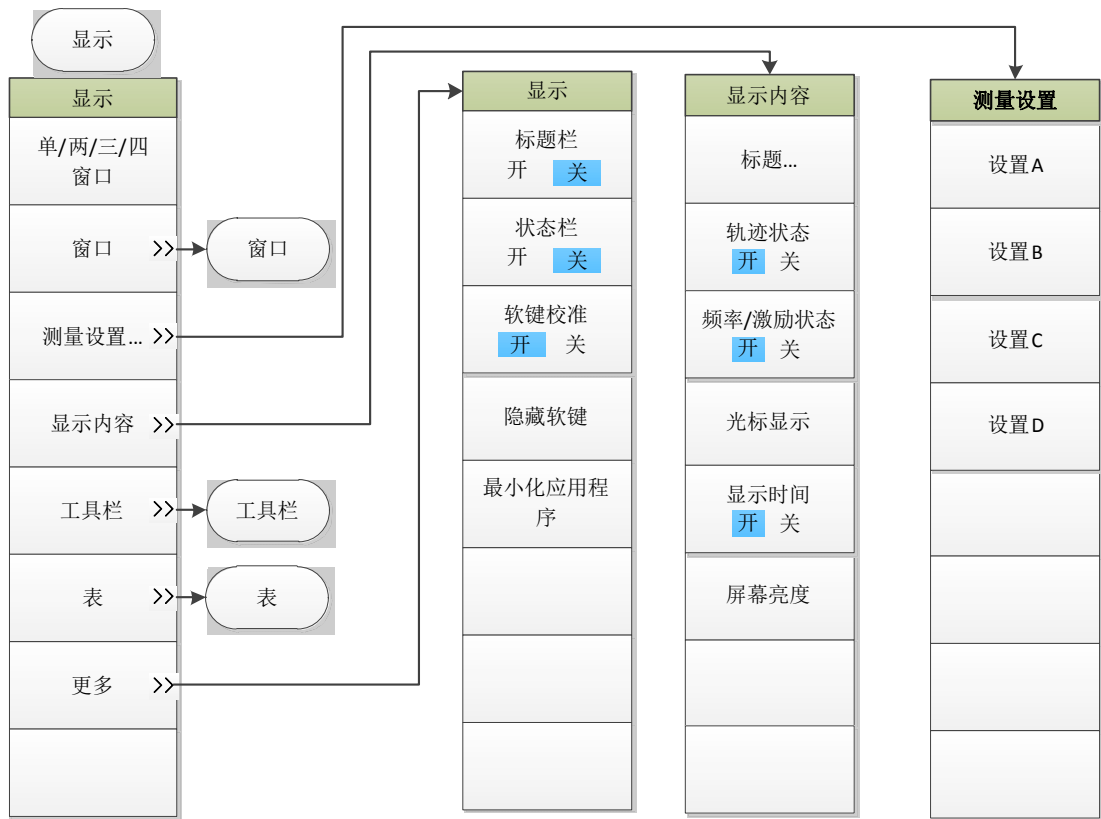 显示
显示
单/两/三/四
窗口
窗口
窗口
测量设置...
显示内容
工具栏
工具栏
表
表
更多
显示
标题栏
开 关
状态栏
开 关
软键校准
开 关
隐藏软键
最小化应用程
序
显示内容
标题...
轨迹状态
开 关
频率/激励状态
开 关
光标显示
显示时间
开 关
屏幕亮度
测量设置
设置A
设置B
设置C
设置D